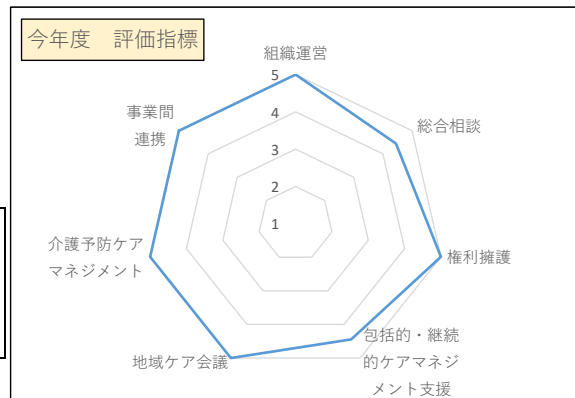 今年度　評価指標
組織運営
5
4
3
2
1
総合相談
権利擁護
包括的・継続
的ケアマネジ
メント支援
地域ケア会議
介護予防ケア
マネジメント
事業間
連携